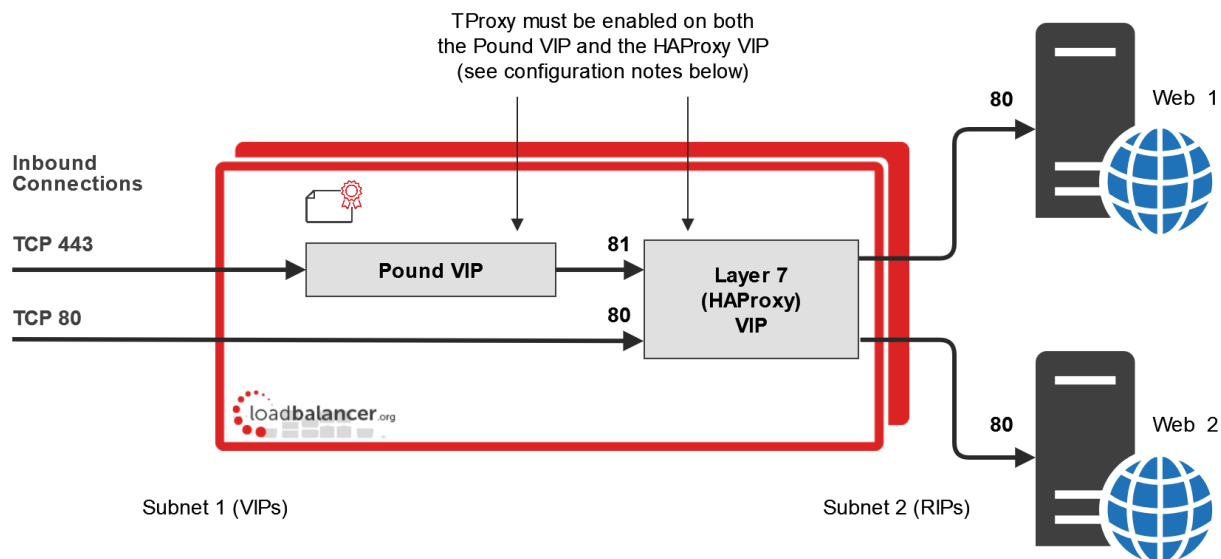 TProxy must be enabled on both
the Pound VIP and the HAProxy VIP
(see configuration notes below)
80
Web 1
Inbound
Connections
TCP 443
81
Pound VIP
Layer 7
(HAProxy)
VIP
TCP 80
80
loadbalancer.org
80
Web 2
Subnet 1 (VIPs)
Subnet 2 (RIPs)